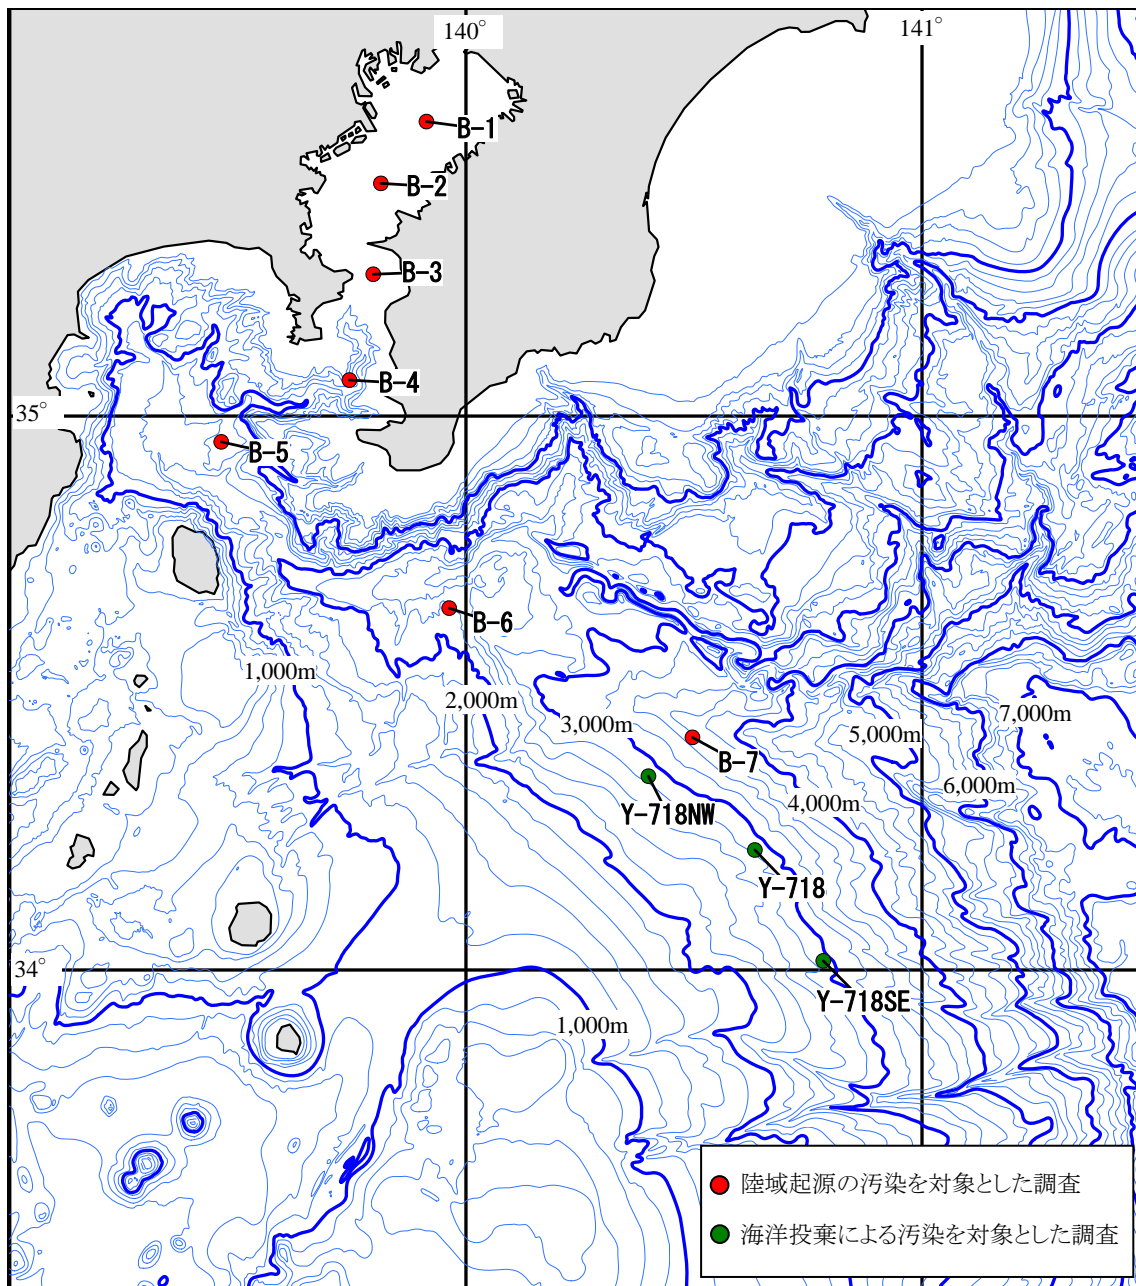 140°
141°
B-1
B-2
B-3
B-4
35°
B-5
B-6
1,000m
2,000m
3,000m
7,000m
5,000m
B-7
6,000m
4,000m
Y-718NW
Y-718
34°
Y-718SE
1,000m
陸域起源の汚染を対象とした調査
海洋投棄による汚染を対象とした調査